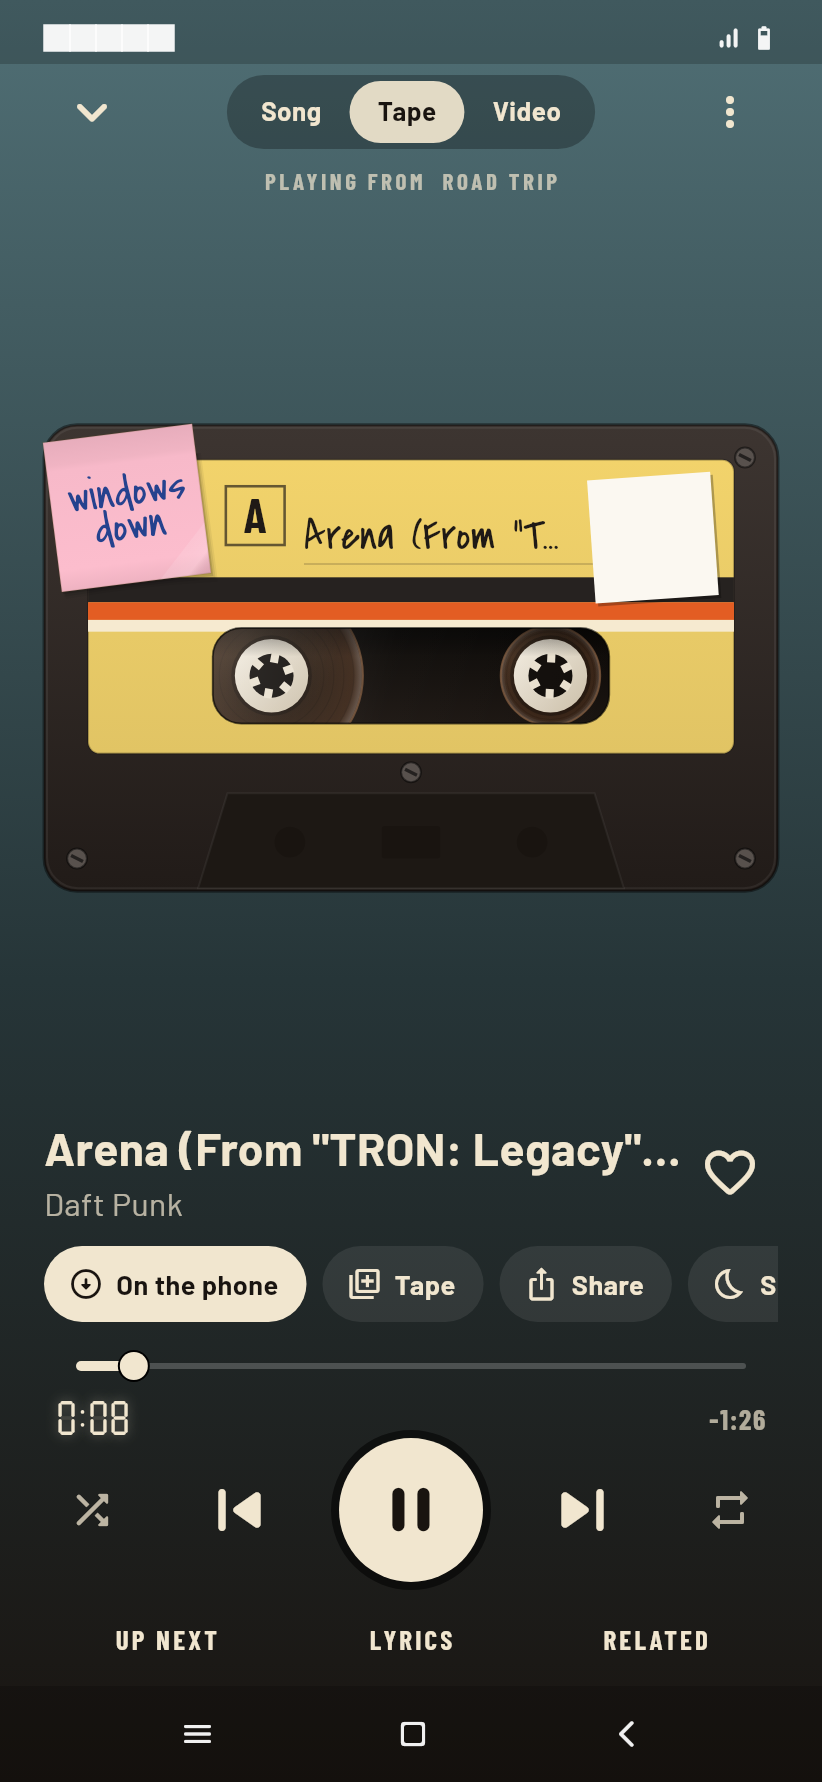 Song
Tape
Video
PLAYING FROM ROAD TRIP
windows
down
A
Arena (From "T...
Arena (From "TRON: Legacy"...
Daft Punk
On the phone
Tape
Share
S
0:08
-1:26
UP NEXT
LYRICS
RELATED